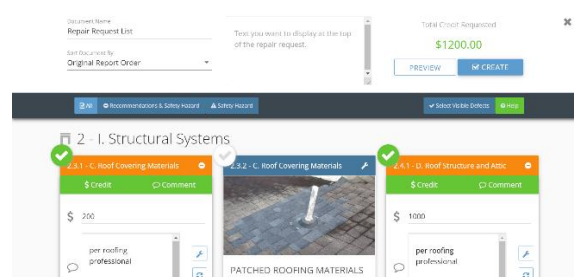 Document Name
Repair Request List
Sort Document By
Original Report Order
Text you want to display at the top
of the repair request.
Total Credit Requested
$1200.00
PREVIEW
CREATE
All
Recommendations & Safety Hazard
Safety Hazard
Select Visible Defects
Help
2 - I. Structural Systems
2.3.1 - C. Roof Covering Materials
$ Credit
Comment
$ 200
per roofing
professional
2.3.2 - C. Roof Covering Materials
PATCHED ROOFING MATERIALS
2.4.1 - D. Roof Structure and Attic
$ Credit
Comment
$ 1000
per roofing
professional